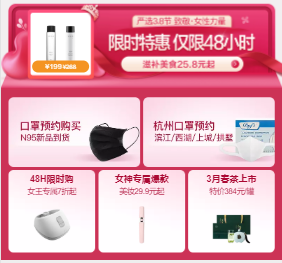 严选3.8节 致敬·女性力量
限时特惠 仅限48小时
滋补美食25.8元起
￥199
口罩预约购买
N95新品到货
杭州口罩预约
滨江/西湖/上城/拱墅
48H限时购
女王专属7折起
女神专属爆款
美妆29.9元起
3月春茶上市
特价384元/罐